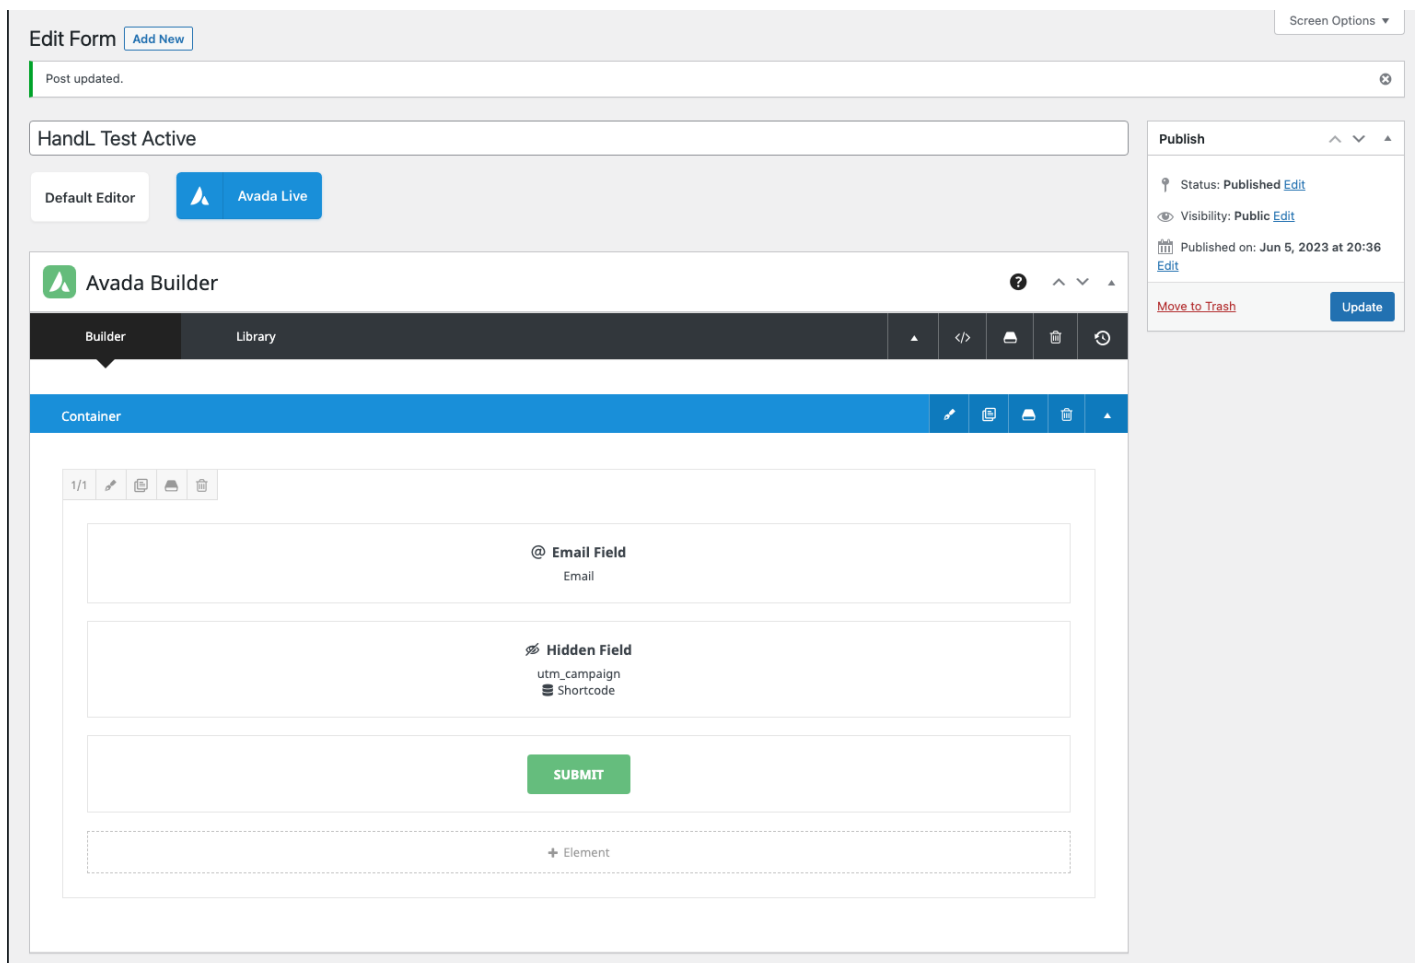 Screen Options
Edit Form Add New
Post updated.
HandL Test Active
Default Editor
Avada Live
Publish
Status: Published Edit
Visibility: Public Edit
Published on: Jun 5, 2023 at 20:36
Edit
Move to Trash
Update
Avada Builder
Builder
Library
Container
1/1
@ Email Field
Email
Hidden Field
utm_campaign
Shortcode
SUBMIT
+ Element